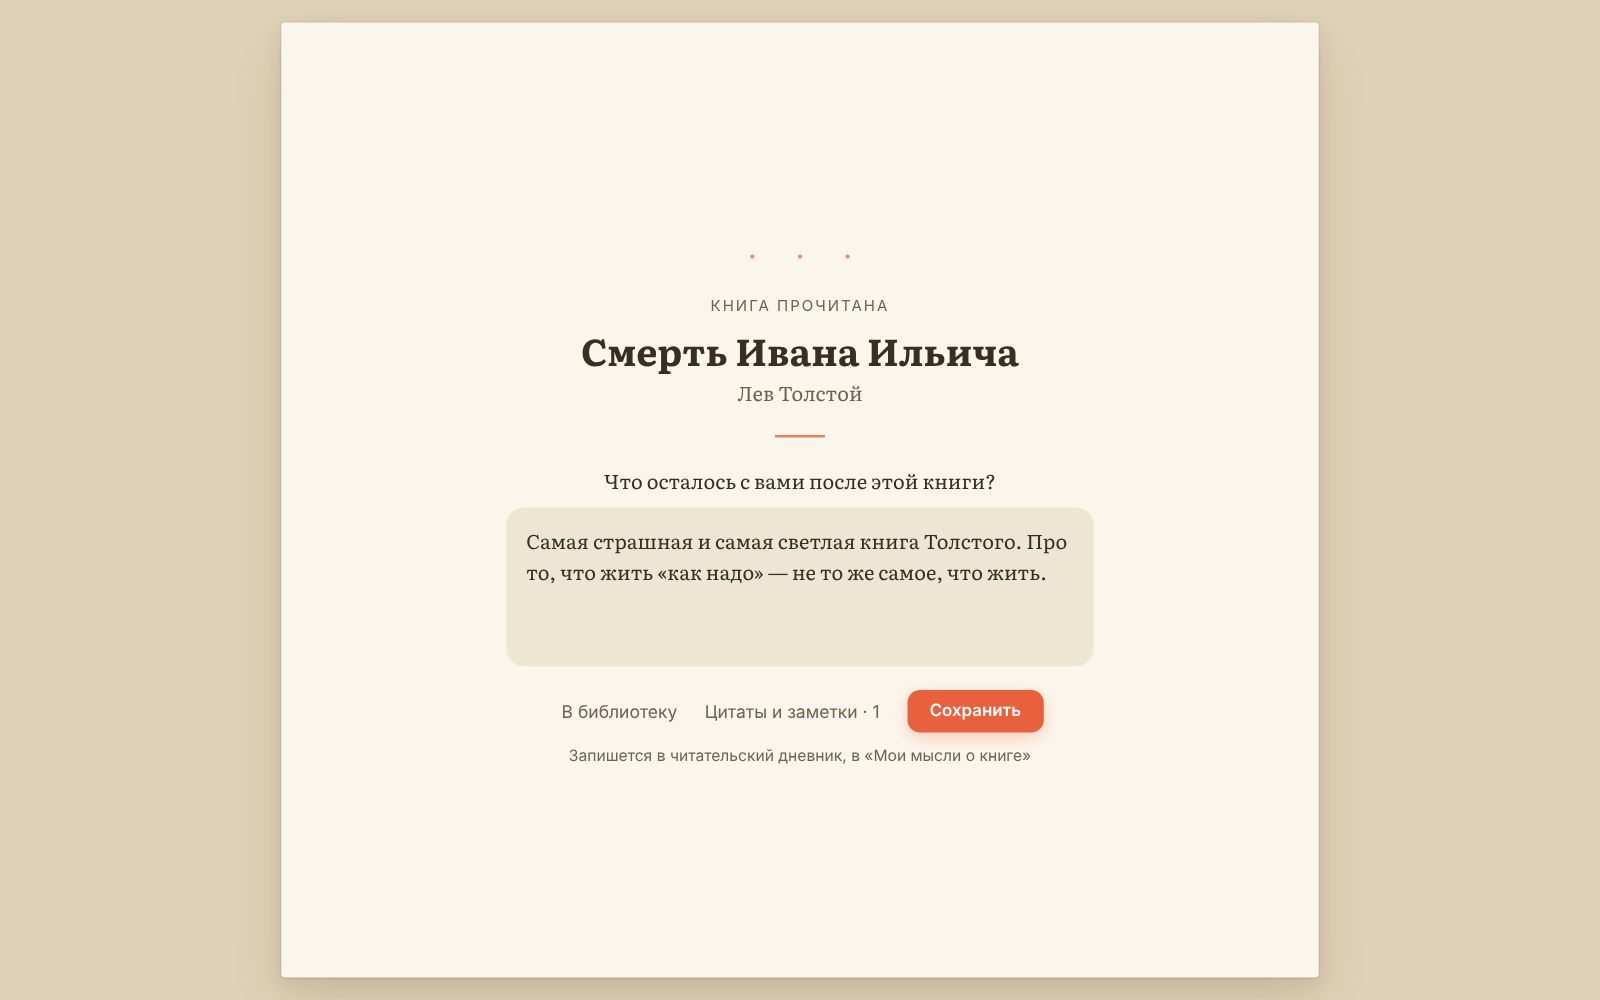 КНИГА ПРОЧИТАНА
Смерть Ивана Ильича
Лев Толстой
Что осталось с вами после этой книги?
Самая страшная и самая светлая книга Толстого. Про
то, что жить «как надо» — не то же самое, что жить.
В библиотеку Цитаты и заметки · 1 Сохранить
Запишется в читательский дневник, в «Мои мысли о книге»